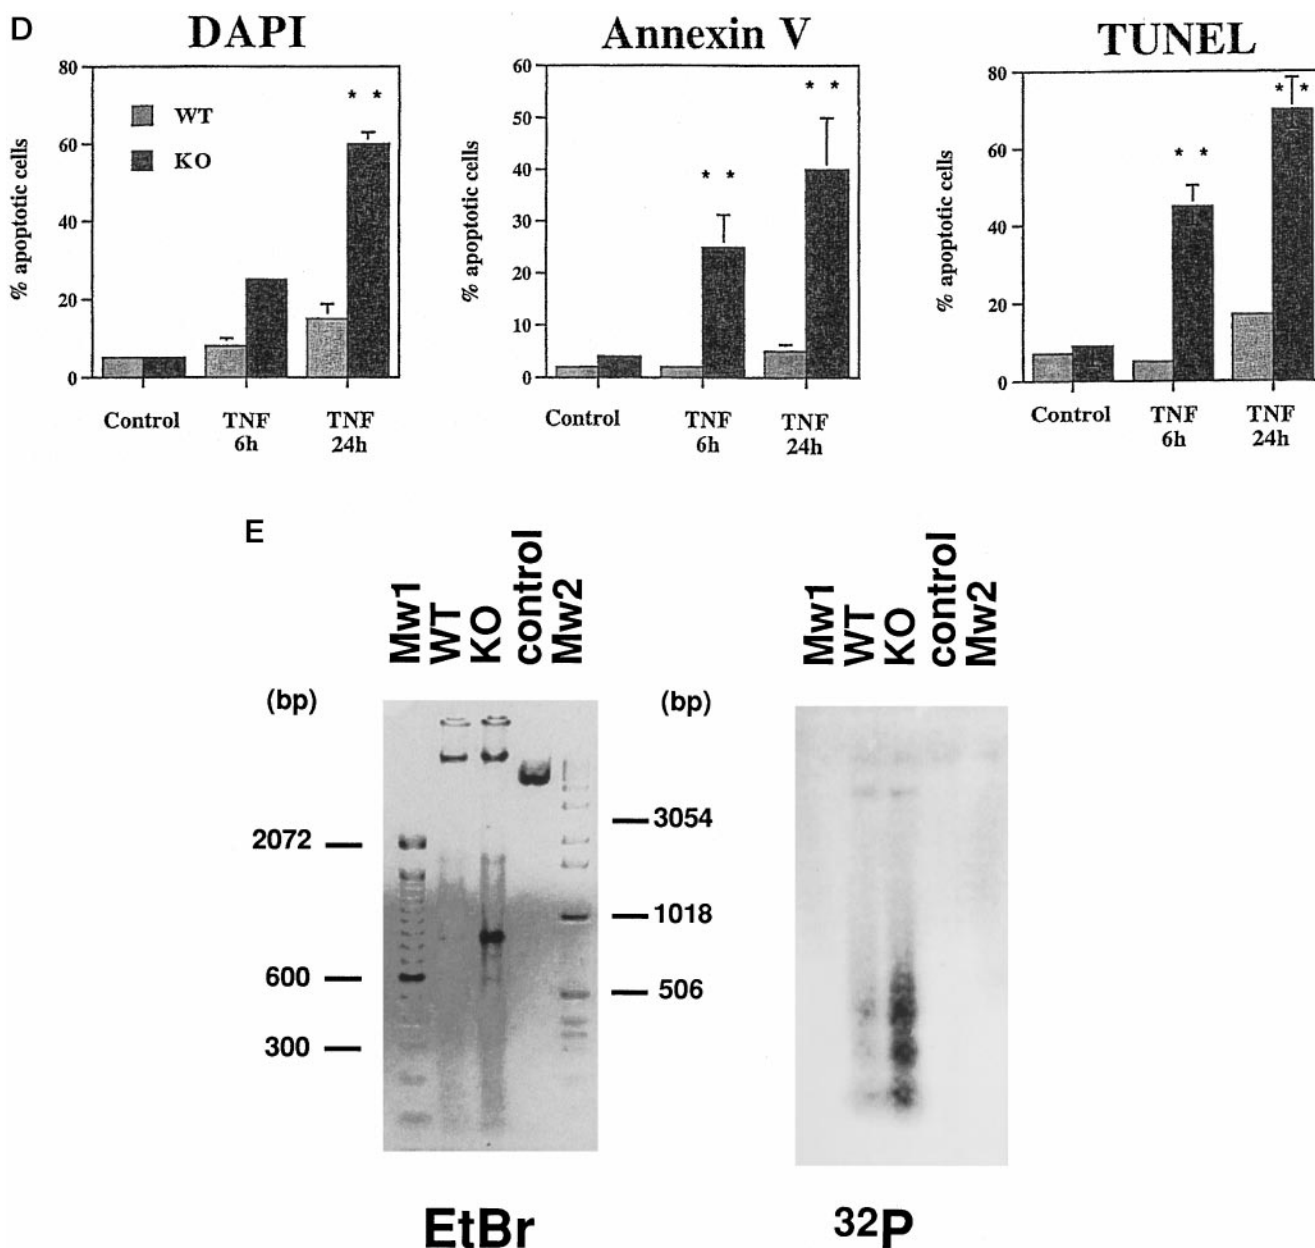 D
DAPI
80
60
40
20
0
% apoptotic cells
WT
KO
* *
Control
TNF
6h
TNF
24h
Annexin V
60
50
40
30
20
10
0
% apoptotic cells
* *
* *
Control
TNF
6h
TNF
24h
TUNEL
80
60
40
20
0
% apoptotic cells
* *
* *
Control
TNF
6h
TNF
24h
E
Mw1
WT
KO
control
Mw2
(bp)
2072
600
300
EtBr
Mw1
WT
KO
control
Mw2
(bp)
3054
1018
506
32P